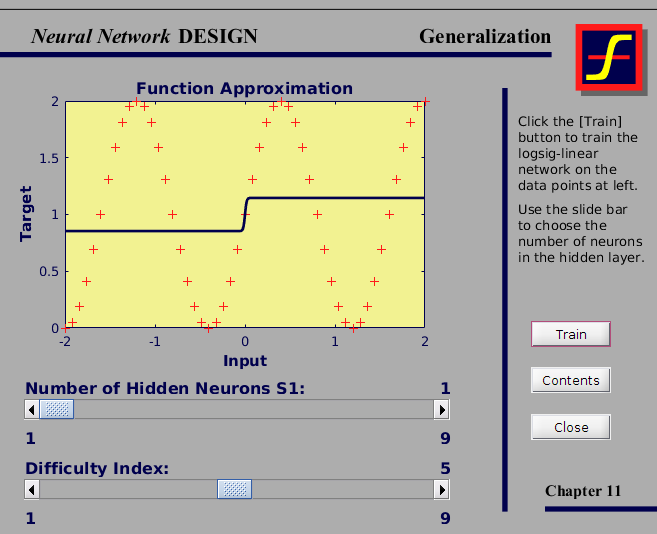 Neural Network DESIGN
Generalization
Function Approximation
2
1.5
1
0.5
0
Target
-2
-1
0
1
2
Input
Click the [Train]
button to train the
logsig-linear
network on the
data points at left.
Use the slide bar
to choose the
number of neurons
in the hidden layer.
Train
Contents
Close
Number of Hidden Neurons S1:
1
1
9
Difficulty Index:
5
1
9
Chapter 11